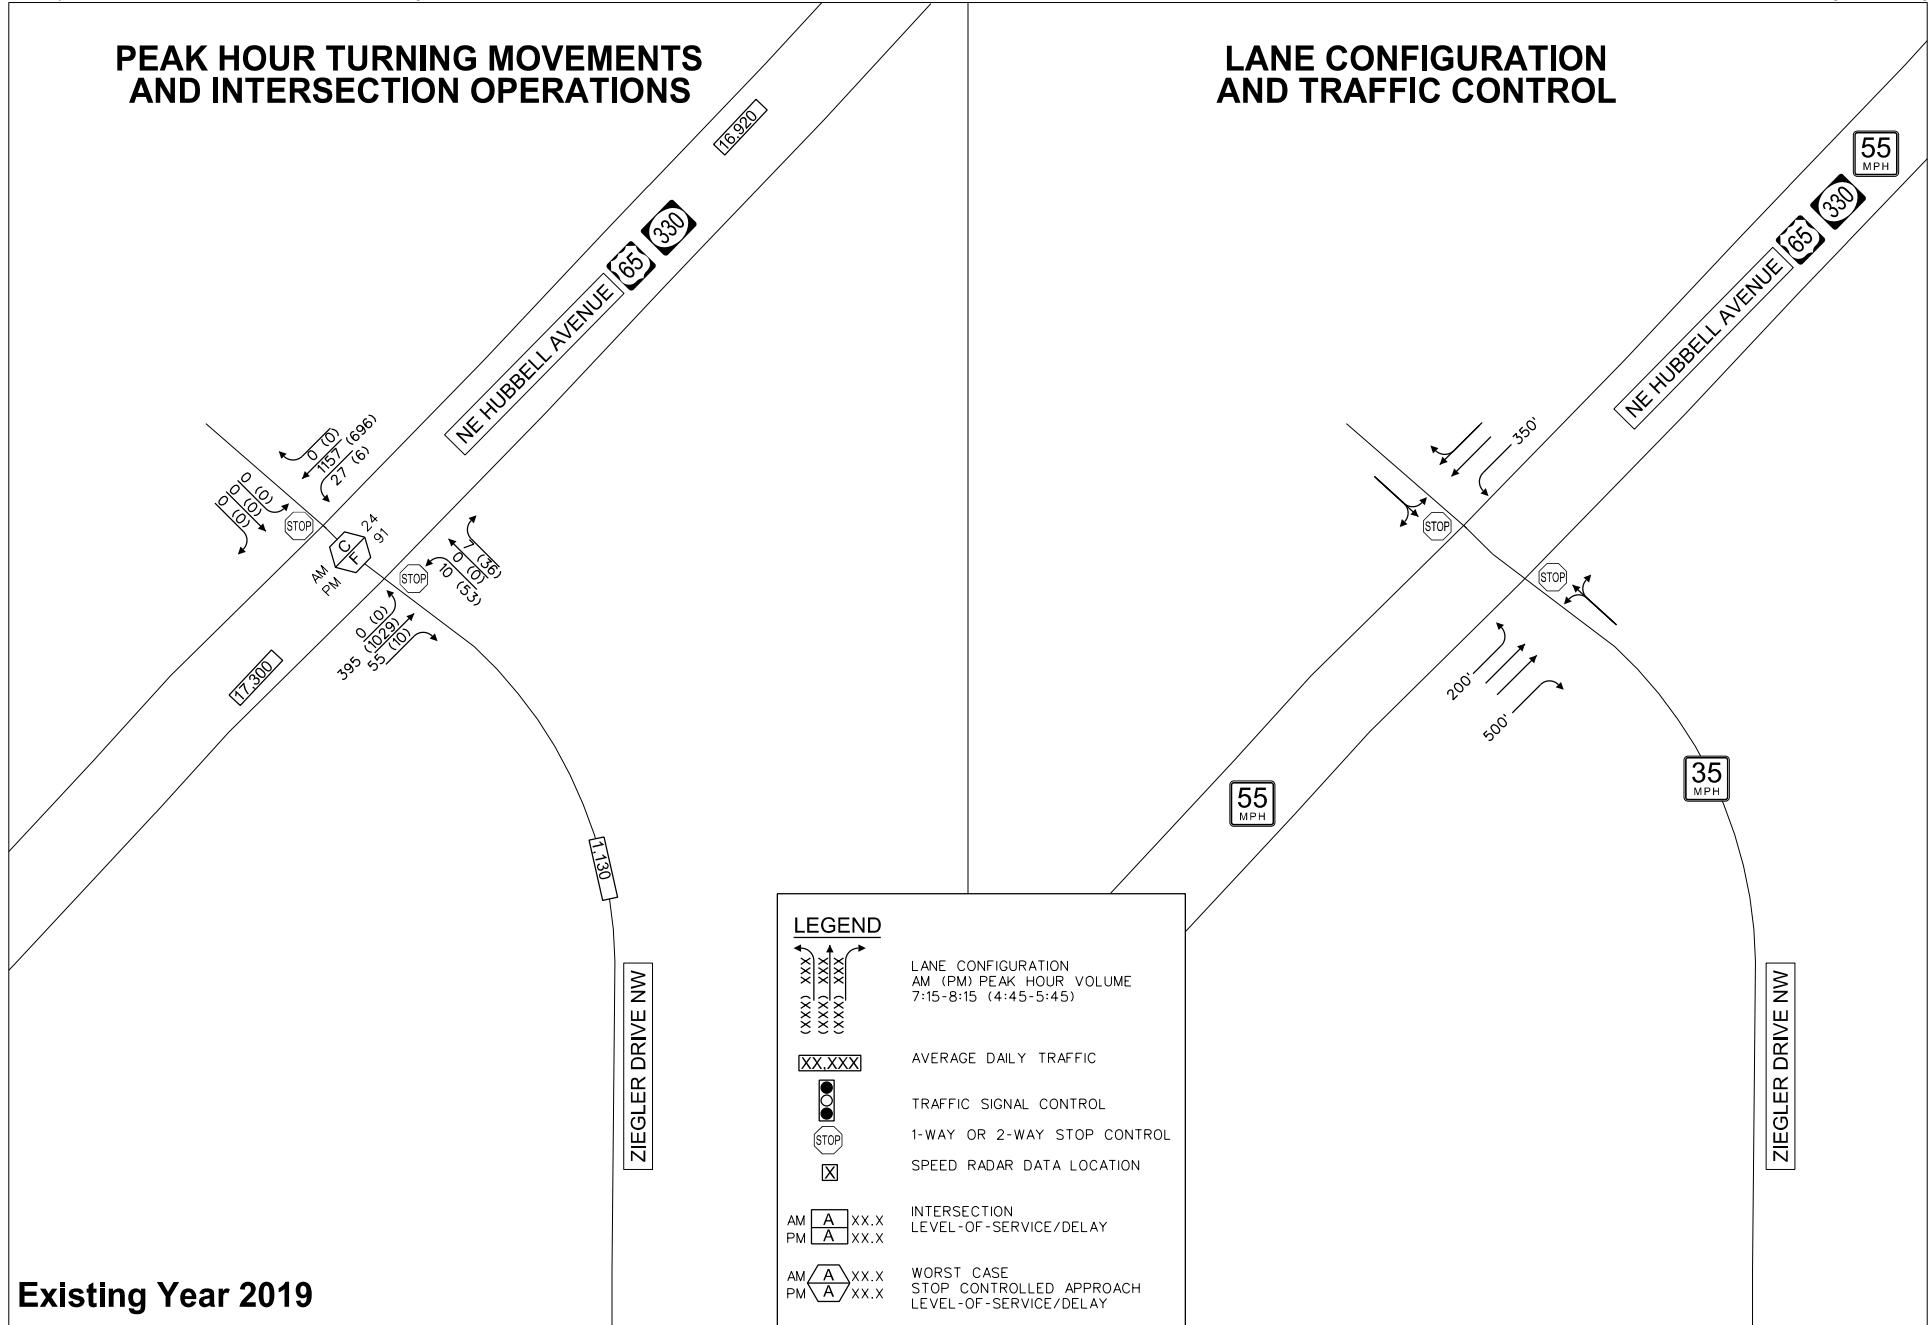 PEAK HOUR TURNING MOVEMENTS
AND INTERSECTION OPERATIONS
16,920
330
65
NE HUBBELL AVENUE
0 (0)
1157 (696)
27 (6)
0 (0)
0 (0)
0 (0)
STOP
C
F
24
91
AM
PM
STOP
7 (36)
0 (0)
10 (53)
0 (0)
395 (1029)
55 (10)
17,300
1,130
ZIEGLER DRIVE NW
Existing Year 2019
LANE CONFIGURATION
AND TRAFFIC CONTROL
55
MPH
330
65
NE HUBBELL AVENUE
350'
STOP
STOP
200'
500'
55
MPH
35
MPH
ZIEGLER DRIVE NW
LEGEND
XXX (XXX)
XXX (XXX)
XXX (XXX)
LANE CONFIGURATION
AM (PM) PEAK HOUR VOLUME
7:15-8:15 (4:45-5:45)
XX,XXX
AVERAGE DAILY TRAFFIC
TRAFFIC SIGNAL CONTROL
STOP
1-WAY OR 2-WAY STOP CONTROL
X
SPEED RADAR DATA LOCATION
AM A XX.X
PM A XX.X
INTERSECTION
LEVEL-OF-SERVICE/DELAY
AM A XX.X
PM A XX.X
WORST CASE
STOP CONTROLLED APPROACH
LEVEL-OF-SERVICE/DELAY